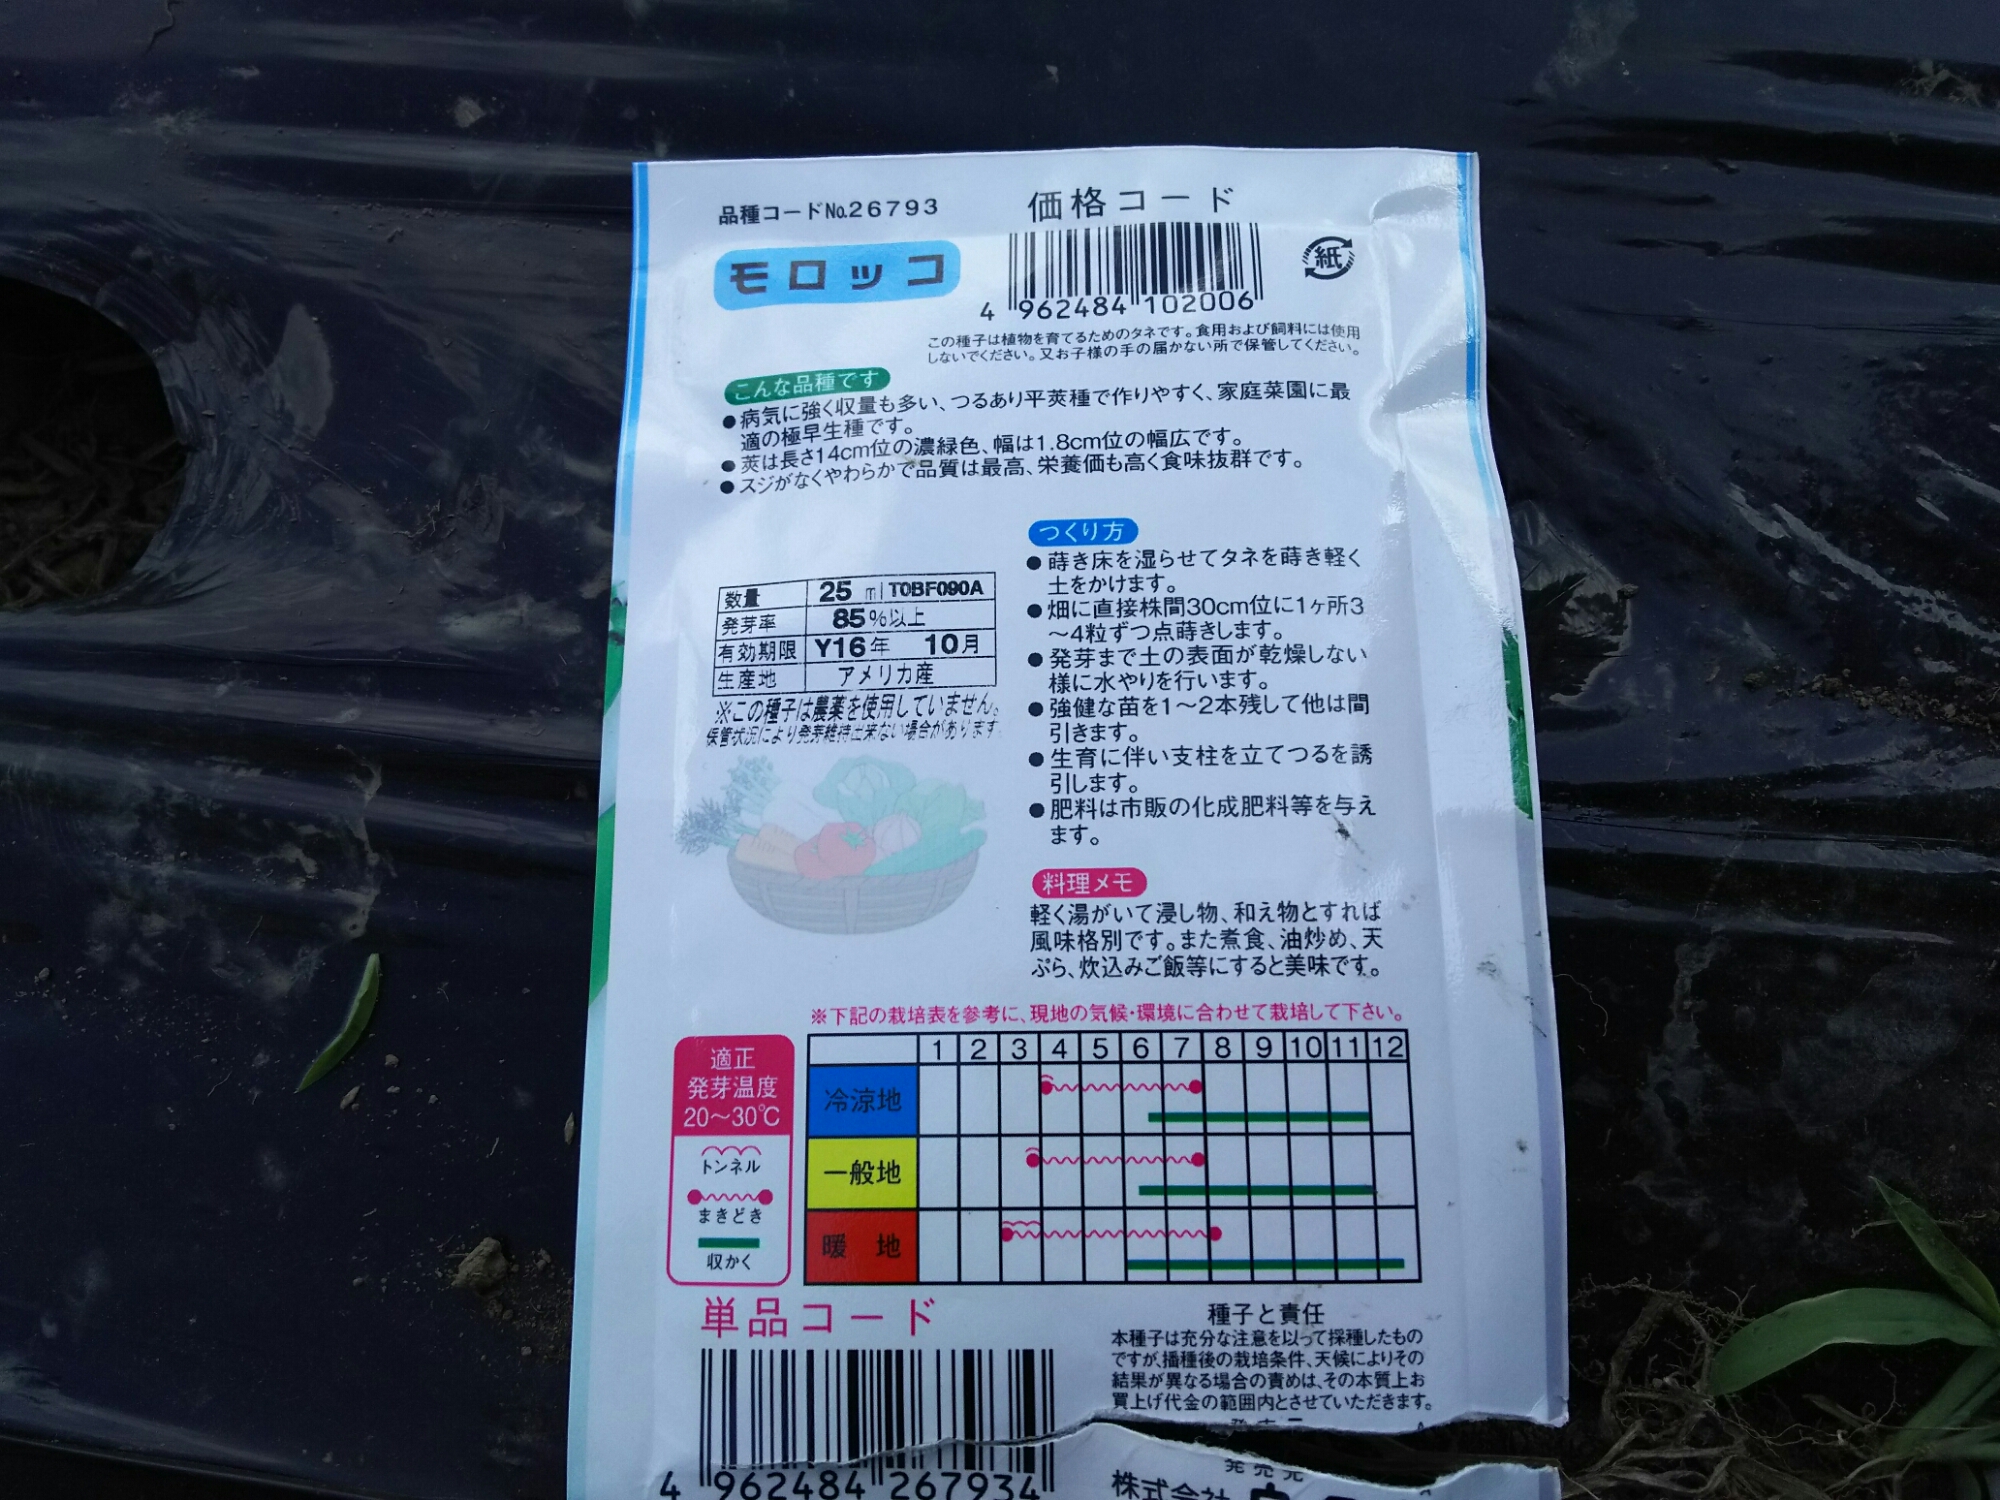 品種コードNo.26793
価格コード
モロッコ
4 962484 102006
紙
この種子は植物を育てるためのタネです。食用および飼料には使用
しないでください。又お子様の手の届かない所で保管してください。
こんな品種です
●病気に強く収量も多い、つるあり平莢種で作りやすく、家庭菜園に最
適の極早生種です。
●莢は長さ14cm位の濃緑色、幅は1.8cm位の幅広です。
●スジがなくやわらかで品質は最高、栄養価も高く食味抜群です。
数量 25 ml T0BF090A
発芽率 85%以上
有効期限 Y16年 10月
生産地 アメリカ産
※この種子は農薬を使用していません。
保管状況により発芽維持出来ない場合があります
つくり方
●蒔き床を湿らせてタネを蒔き軽く
土をかけます。
●畑に直接株間30cm位に1ヶ所3
～4粒ずつ点蒔きします。
●発芽まで土の表面が乾燥しない
様に水やりを行います。
●強健な苗を1～2本残して他は間
引きます。
●生育に伴い支柱を立てつるを誘
引します。
●肥料は市販の化成肥料等を与え
ます。
料理メモ
軽く湯がいて浸し物、和え物とすれば
風味格別です。また煮食、油炒め、天
ぷら、炊込みご飯等にすると美味です。
※下記の栽培表を参考に、現地の気候・環境に合わせて栽培して下さい。
適正
発芽温度
20～30℃
トンネル
まきどき
収かく
1 2 3 4 5 6 7 8 9 10 11 12
冷涼地
一般地
暖 地
単品コード
4 962484 267934
種子と責任
本種子は充分な注意を以って採種したもの
ですが、播種後の栽培条件、天候によりその
結果が異なる場合の責めは、その本質上お
買上げ代金の範囲内とさせていただきます。
発売元
株式会社